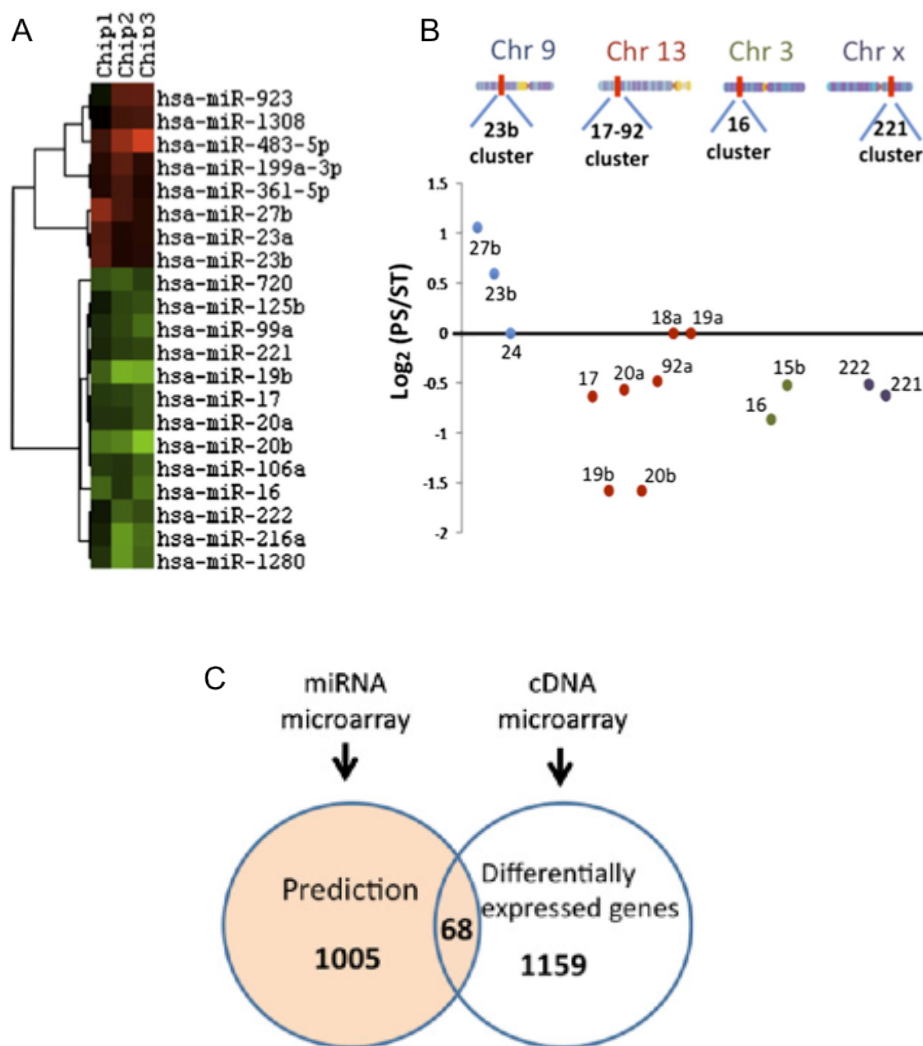 A
Chip1
Chip2
Chip3
hsa-miR-923
hsa-miR-1308
hsa-miR-483-5p
hsa-miR-199a-3p
hsa-miR-361-5p
hsa-miR-27b
hsa-miR-23a
hsa-miR-23b
hsa-miR-720
hsa-miR-125b
hsa-miR-99a
hsa-miR-221
hsa-miR-19b
hsa-miR-17
hsa-miR-20a
hsa-miR-20b
hsa-miR-106a
hsa-miR-16
hsa-miR-222
hsa-miR-216a
hsa-miR-1280
B
Chr 9
Chr 13
Chr 3
Chr x
23b
cluster
17-92
cluster
16
cluster
221
cluster
Log2 (PS/ST)
1.5
1
0.5
0
-0.5
-1
-1.5
-2
27b
23b
24
17
19b
20a
20b
92a
18a
19a
16
15b
222
221
C
miRNA
microarray
cDNA
microarray
Prediction
1005
68
Differentially
expressed genes
1159